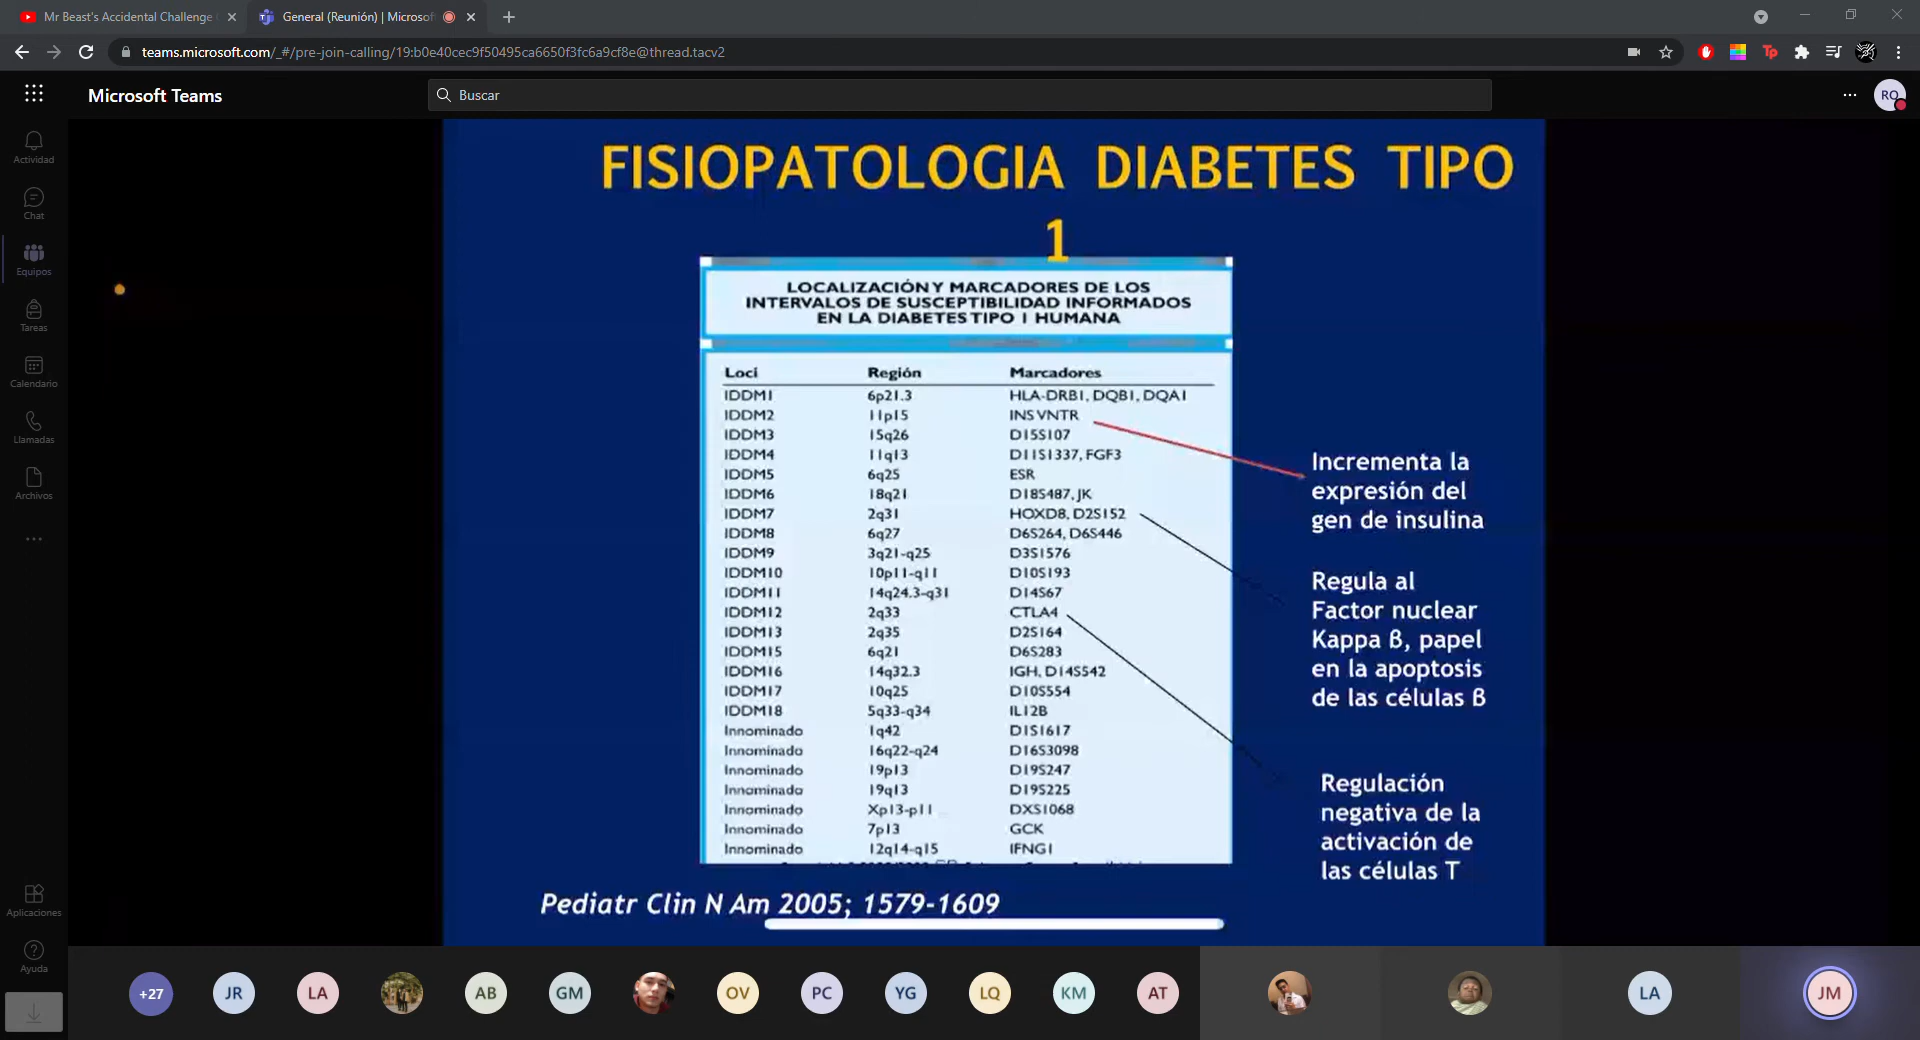 Mr Beast's Accidental Challenge
General (Reunión) | Microsof
teams.microsoft.com/_#/pre-join-calling/19:b0e40cec9f50495ca6650f3fc6a9cf8e@thread.tacv2
Microsoft Teams
Buscar
RO
Actividad
Chat
Equipos
Tareas
Calendario
Llamadas
Archivos
Aplicaciones
Ayuda
FISIOPATOLOGIA DIABETES TIPO
1
LOCALIZACIÓN Y MARCADORES DE LOS
INTERVALOS DE SUSCEPTIBILIDAD INFORMADOS
EN LA DIABETES TIPO I HUMANA
Loci Región Marcadores
IDDM1 6p21.3 HLA-DRB1, DQB1, DQA1
IDDM2 11p15 INS VNTR
IDDM3 15q26 D15S107
IDDM4 11q13 D11S1337, FGF3
IDDM5 6q25 ESR
IDDM6 18q21 D18S487, JK
IDDM7 2q31 HOXD8, D2S152
IDDM8 6q27 D6S264, D6S446
IDDM9 3q21-q25 D3S1576
IDDM10 10p11-q11 D10S193
IDDM11 14q24.3-q31 D14S67
IDDM12 2q33 CTLA4
IDDM13 2q35 D2S164
IDDM15 6q21 D6S283
IDDM16 14q32.3 IGH, D14S542
IDDM17 10q25 D10S554
IDDM18 5q33-q34 IL12B
Innominado 1q42 D1S1617
Innominado 16q22-q24 D16S3098
Innominado 19p13 D19S247
Innominado 19q13 D19S225
Innominado Xp13-p11 DXS1068
Innominado 7p13 GCK
Innominado 12q14-q15 IFNG1
Incrementa la
expresión del
gen de insulina
Regula al
Factor nuclear
Kappa ß, papel
en la apoptosis
de las células ß
Regulación
negativa de la
activación de
las células T
Pediatr Clin N Am 2005; 1579-1609
+27 JR LA AB GM OV PC YG LQ KM AT LA JM